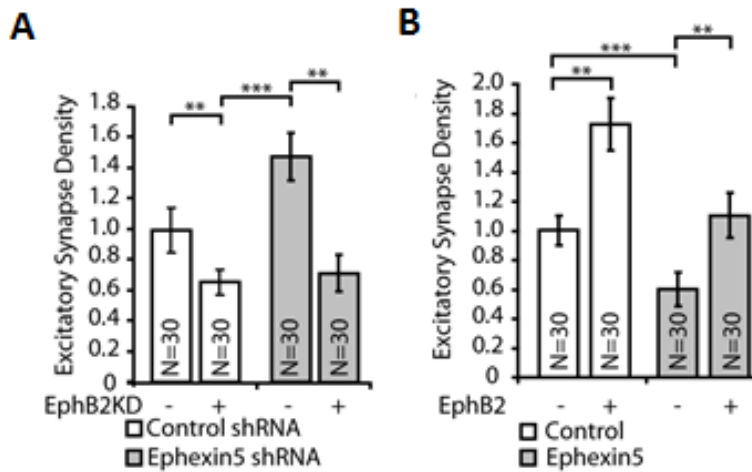 A
** *** **
Excitatory Synapse Density
1.8
1.6
1.4
1.2
1.0
0.8
0.6
0.4
0.2
0
N=30 N=30 N=30 N=30
EphB2KD - + - +
Control shRNA
Ephexin5 shRNA
B
*** **
**
Excitatory Synapse Density
2.0
1.8
1.6
1.4
1.2
1.0
0.8
0.6
0.4
0.2
0
N=30 N=30 N=30 N=30
EphB2 - + - +
Control
Ephexin5